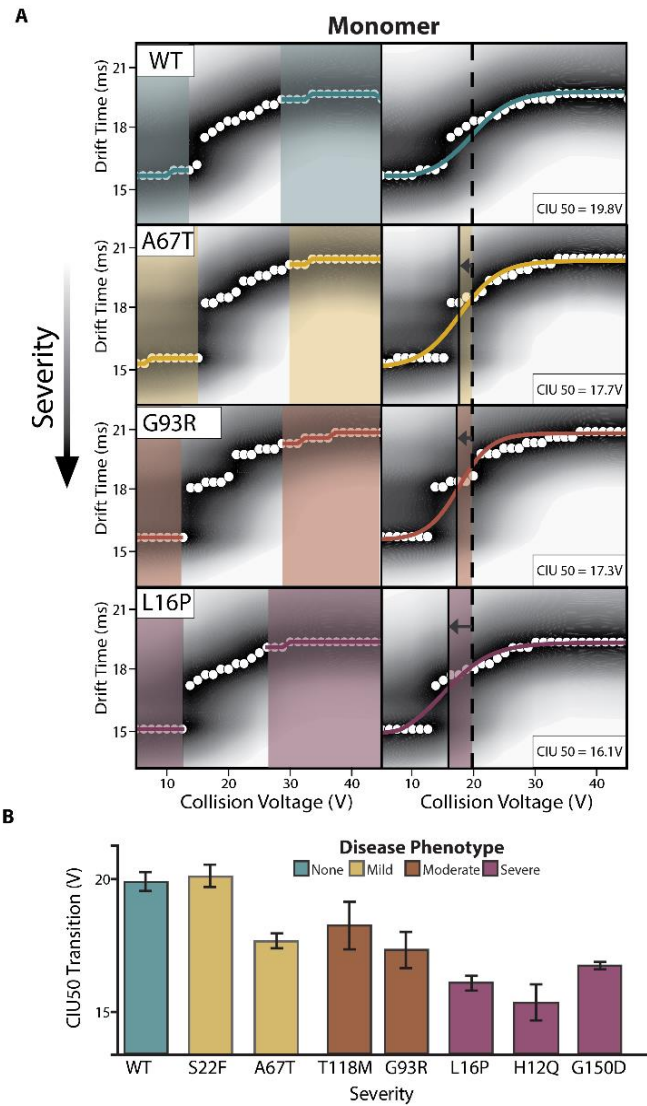 A
Monomer
WT
21
18
15
Drift Time (ms)
CIU 50 = 19.8V
A67T
21
18
15
Drift Time (ms)
CIU 50 = 17.7V
Severity
G93R
21
18
15
Drift Time (ms)
CIU 50 = 17.3V
L16P
21
18
15
Drift Time (ms)
CIU 50 = 16.1V
10 20 30 40 10 20 30 40
Collision Voltage (V) Collision Voltage (V)
B
Disease Phenotype
None Mild Moderate Severe
20
15
CIU50 Transition (V)
WT S22F A67T T118M G93R L16P H12Q G150D
Severity